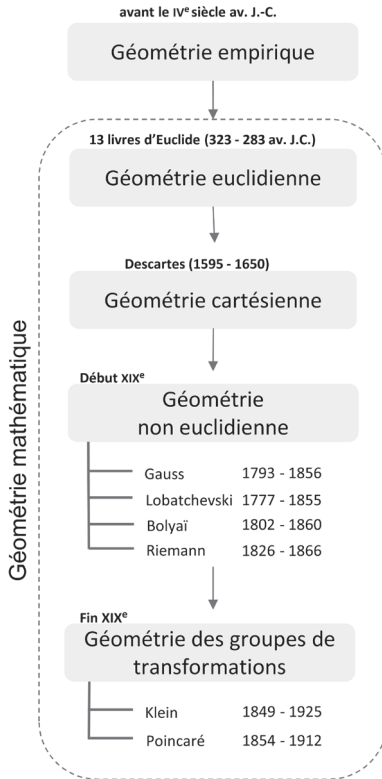 avant le IVᵉ siècle av. J.-C.
Géométrie empirique
13 livres d’Euclide (323 - 283 av. J.C.)
Géométrie euclidienne
Descartes (1595 - 1650)
Géométrie cartésienne
Début XIXᵉ
Géométrie
non euclidienne
Gauss 1793 - 1856
Lobatchevski 1777 - 1855
Bolyaï 1802 - 1860
Riemann 1826 - 1866
Fin XIXᵉ
Géométrie des groupes de
transformations
Klein 1849 - 1925
Poincaré 1854 - 1912
Géométrie mathématique